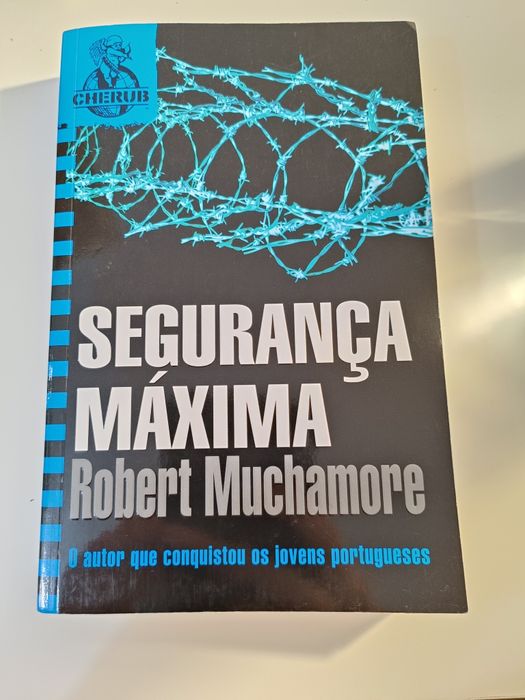 CHERUB
SEGURANÇA
MÁXIMA
Robert Muchamore
O autor que conquistou os jovens portugueses